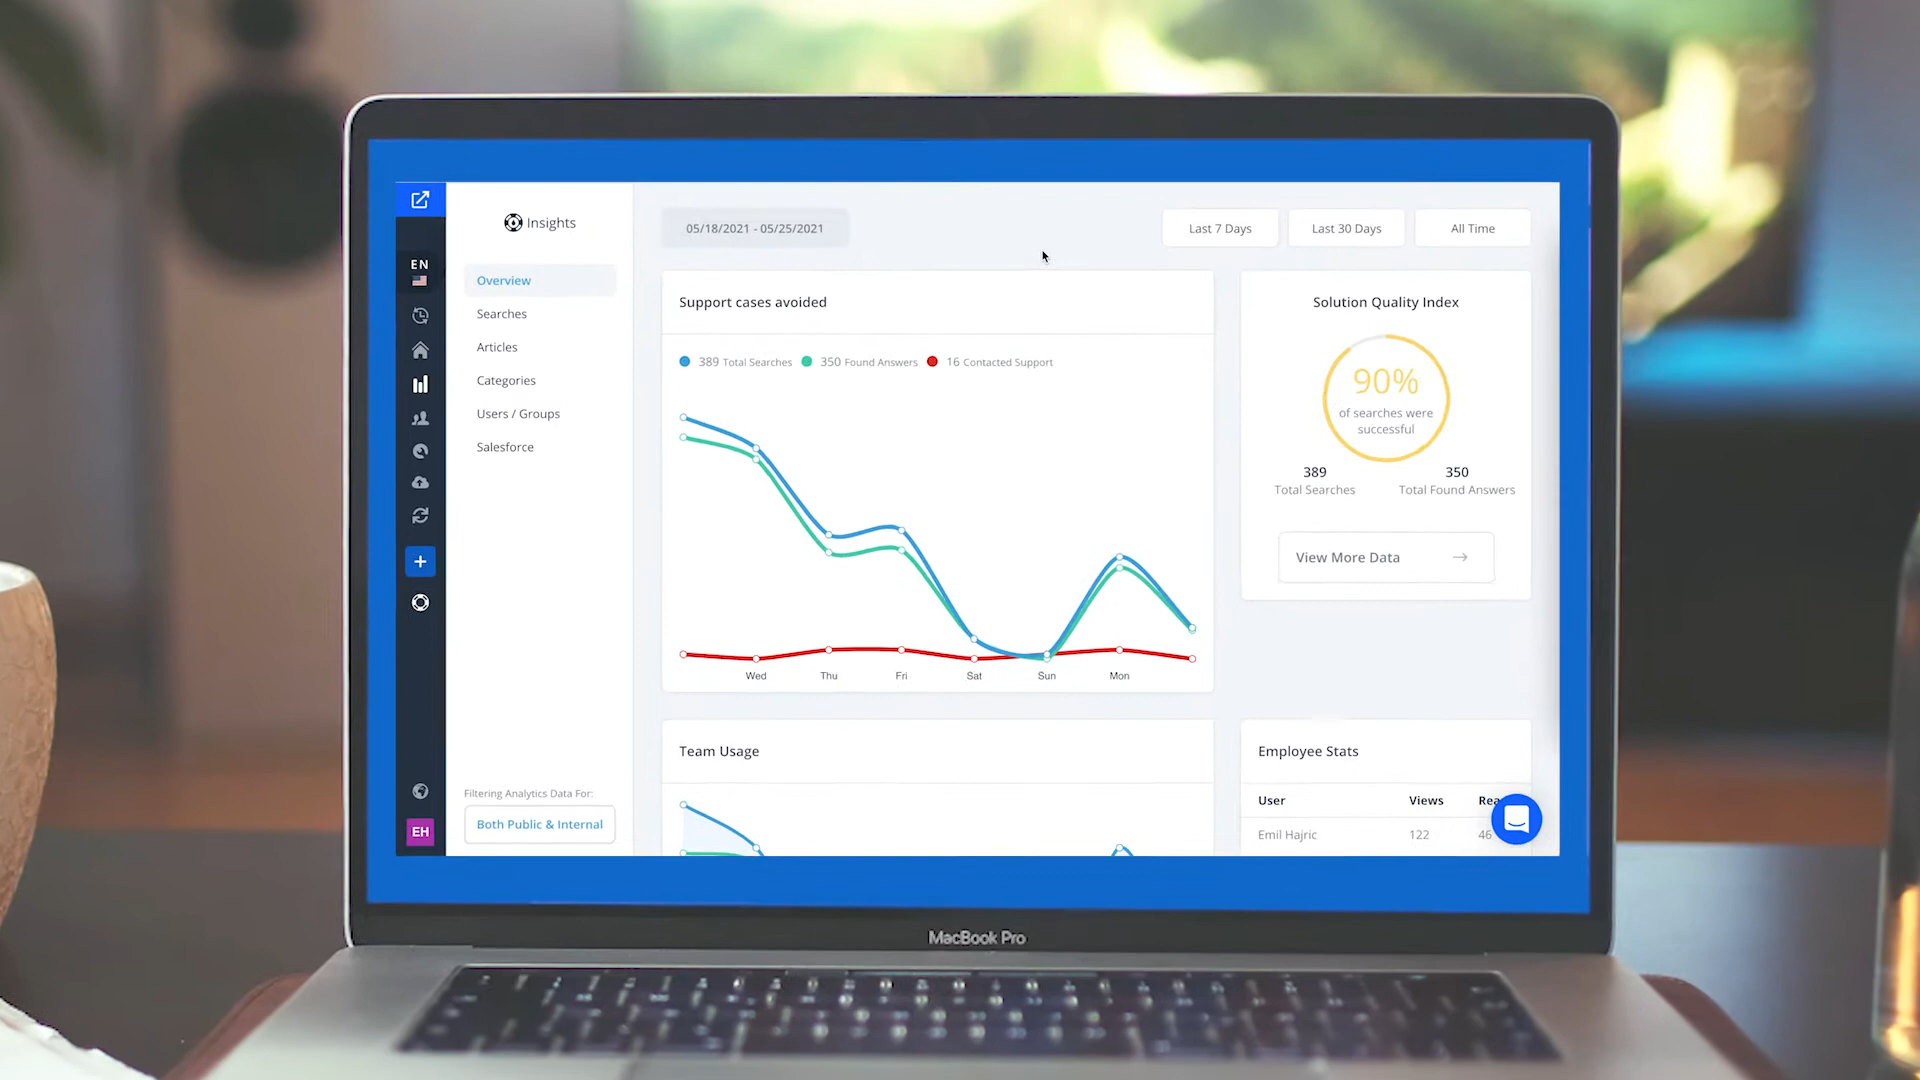 Insights
EN
Overview
Searches
Articles
Categories
Users / Groups
Salesforce
Filtering Analytics Data For:
Both Public & Internal
EH
05/18/2021 - 05/25/2021
Last 7 Days
Last 30 Days
All Time
Support cases avoided
389 Total Searches
350 Found Answers
16 Contacted Support
Wed
Thu
Fri
Sat
Sun
Mon
Solution Quality Index
90%
of searches were
successful
389
Total Searches
350
Total Found Answers
View More Data
Team Usage
Employee Stats
User
Views
Emil Hajric
122
46
MacBook Pro